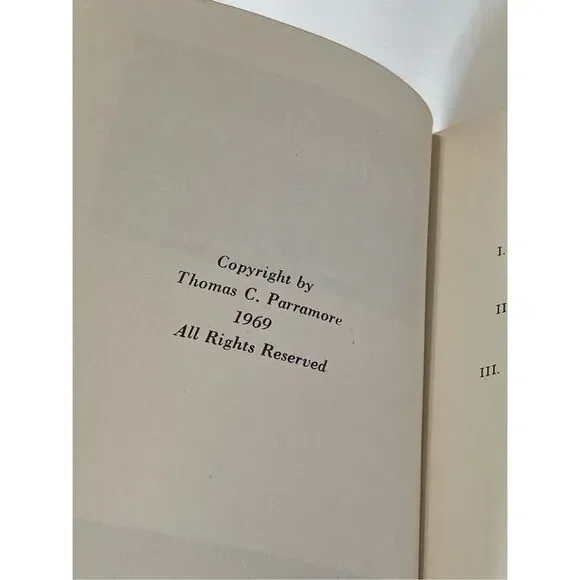 Copyright by
Thomas C. Parramore
1969
All Rights Reserved
I.
II
III.